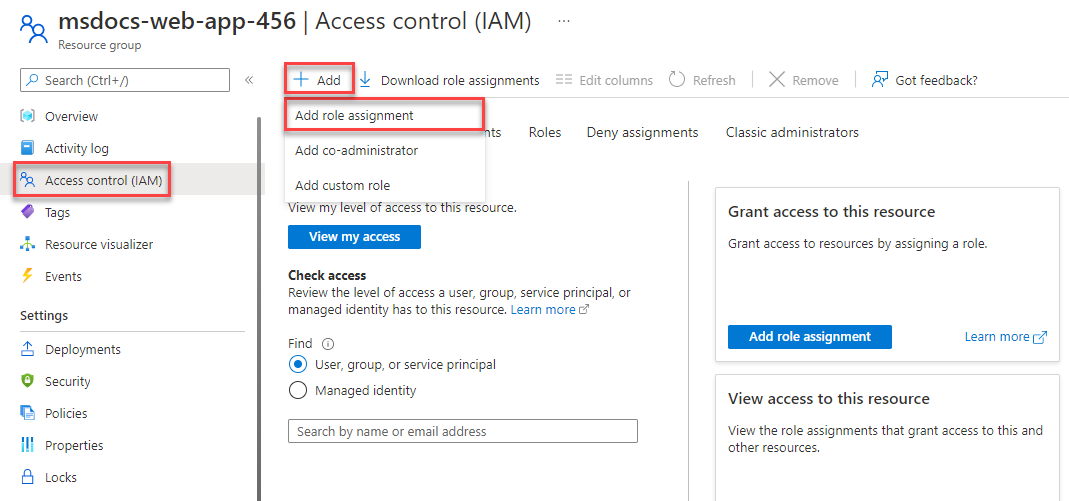 msdocs-web-app-456 | Access control (IAM) ...
Resource group
Search (Ctrl+/)
Overview
Activity log
Access control (IAM)
Tags
Resource visualizer
Events
Settings
Deployments
Security
Policies
Properties
Locks
Add
Download role assignments
Edit columns
Refresh
Remove
Got feedback?
Add role assignment
Add co-administrator
Add custom role
Roles
Deny assignments
Classic administrators
View my level of access to this resource.
View my access
Check access
Review the level of access a user, group, service principal, or
managed identity has to this resource. Learn more
Find
User, group, or service principal
Managed identity
Search by name or email address
Grant access to this resource
Grant access to resources by assigning a role.
Add role assignment
Learn more
View access to this resource
View the role assignments that grant access to this and
other resources.